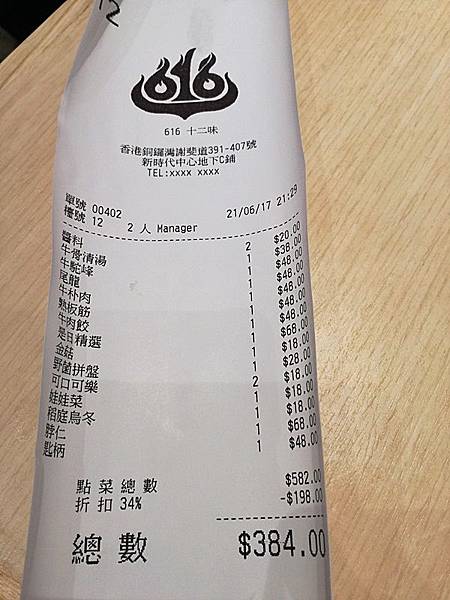 12
616
616 十二味
香港銅鑼灣謝斐道391-407號
新時代中心地下C鋪
TEL:xxxx xxxx
單號 00402 21/06/17 21:29
檯號 12 2 人 Manager
醬料 2 $20.00
牛骨清湯 1 $38.00
牛駝峰 1 $48.00
尾龍 1 $48.00
牛朴肉 1 $48.00
熟板筋 1 $48.00
牛肉餃 1 $48.00
是日精選 1 $68.00
金菇 1 $18.00
野菌拼盤 1 $28.00
可口可樂 2 $18.00
娃娃菜 1 $18.00
稻庭烏冬 1 $18.00
脖仁 1 $68.00
匙柄 1 $48.00
點菜總數 $582.00
折扣 34% -$198.00
總數 $384.00